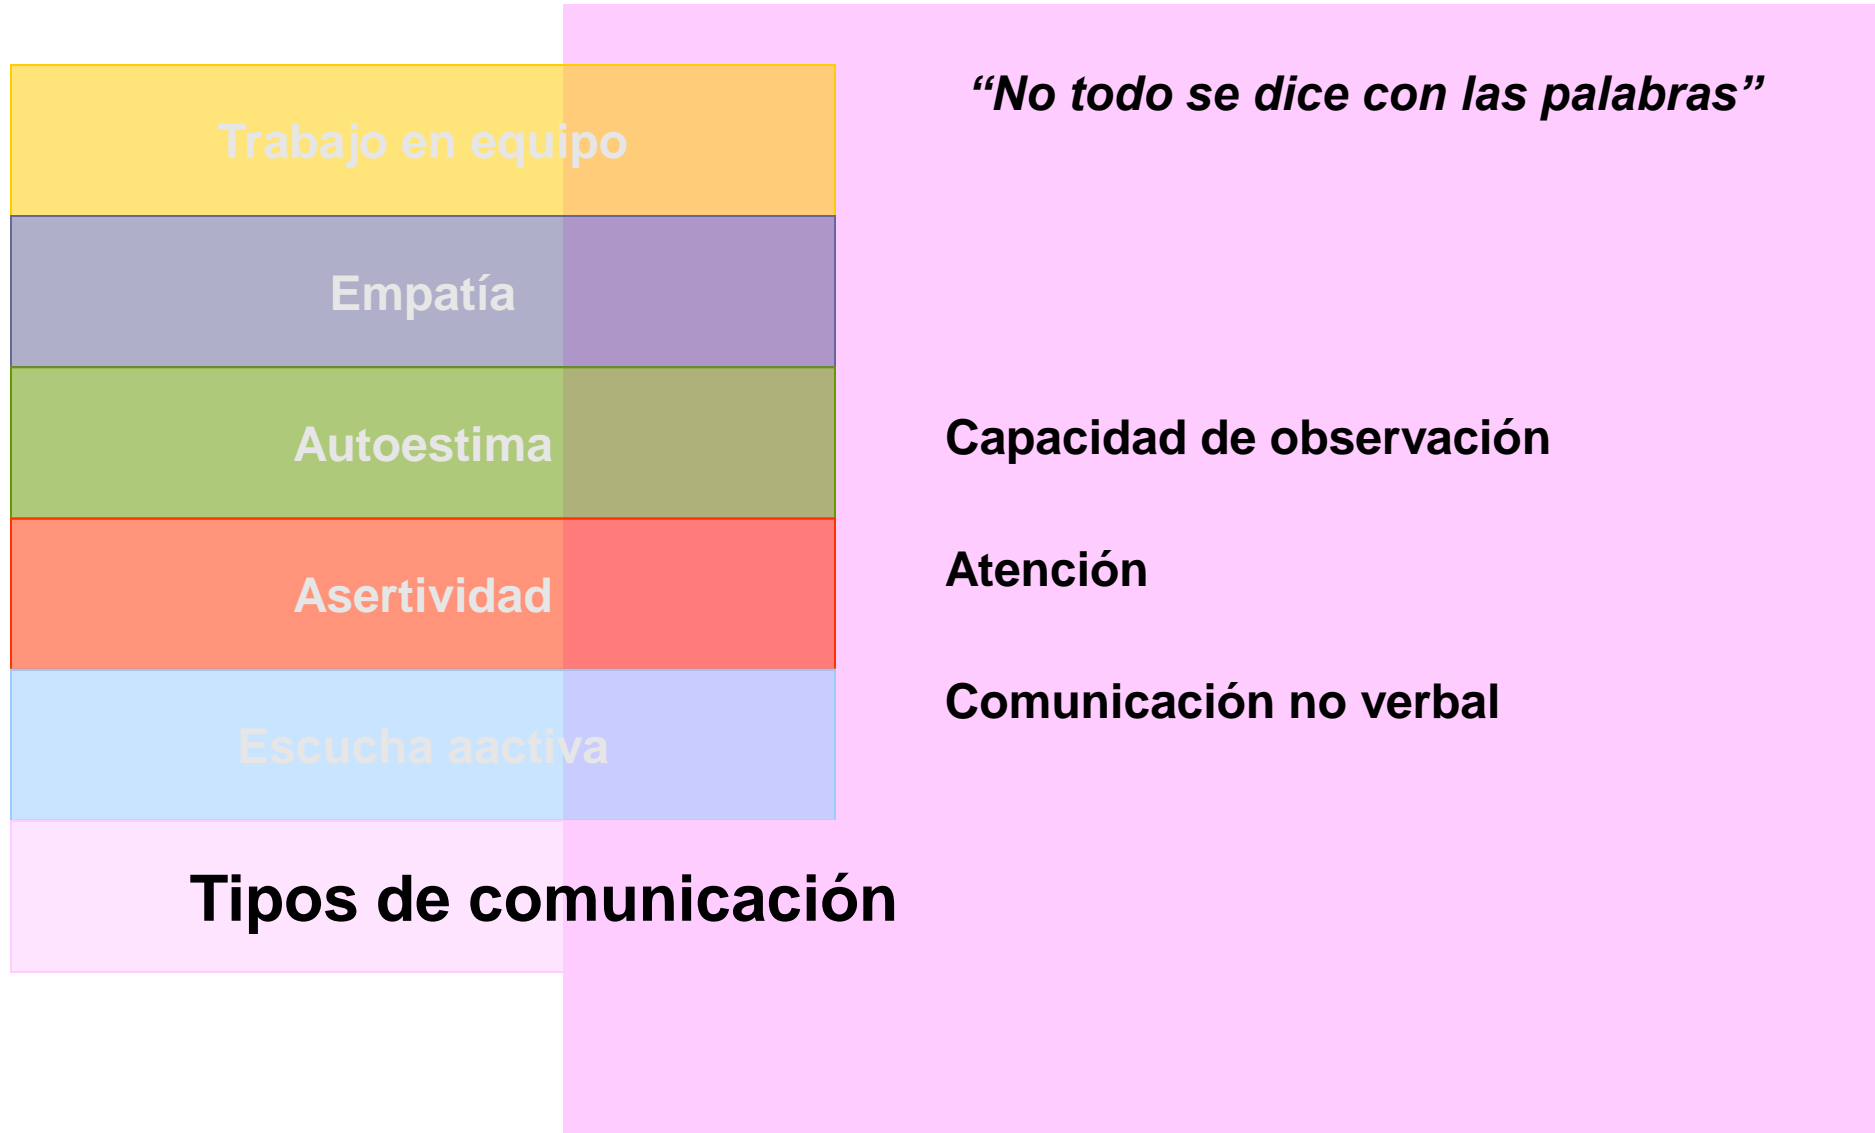 Trabajo en equipo
Empatía
Autoestima
Asertividad
Escucha aactiva
Tipos de comunicación
“No todo se dice con las palabras”
Capacidad de observación
Atención
Comunicación no verbal